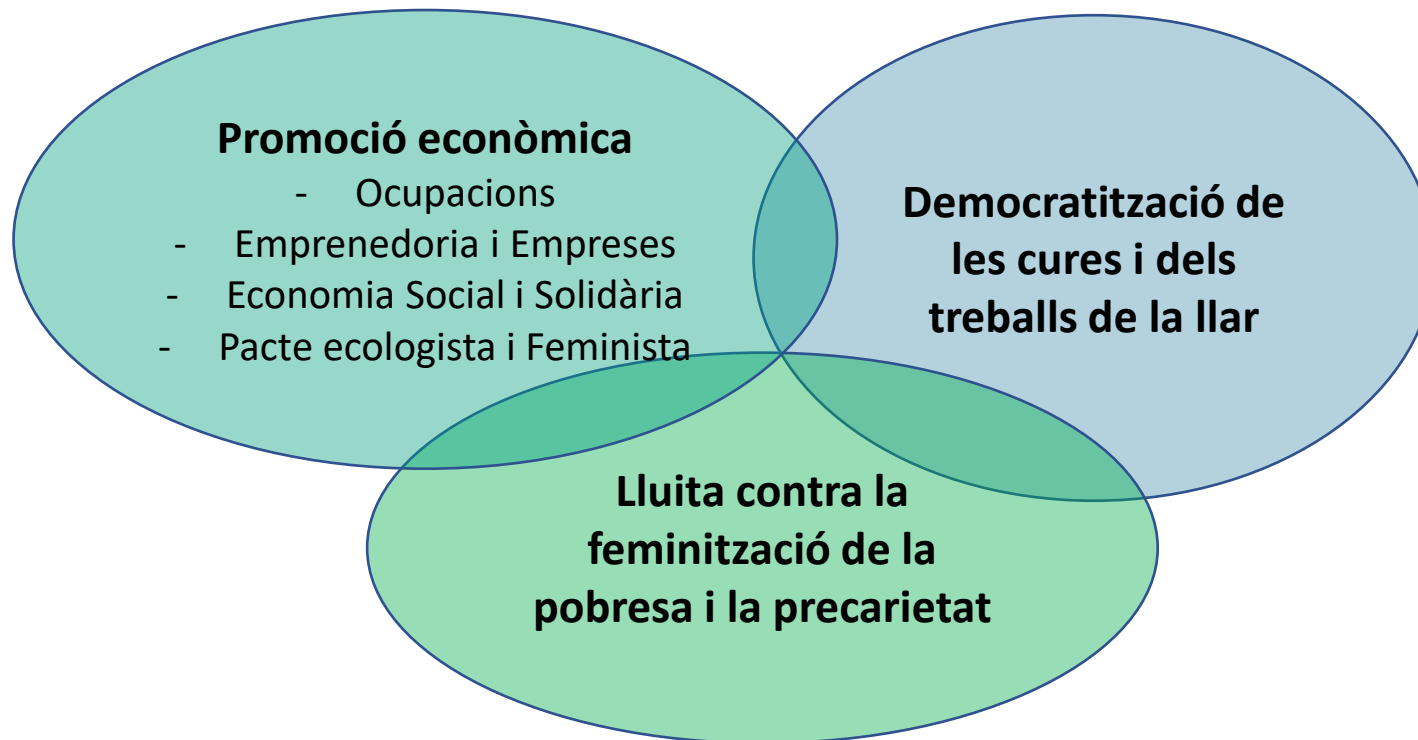 Promoció econòmica
- Ocupacions
- Emprenedoria i Empreses
- Economia Social i Solidària
- Pacte ecologista i Feminista
Democratització de
les cures i dels
treballs de la llar
Lluita contra la
feminització de la
pobresa i la precarietat